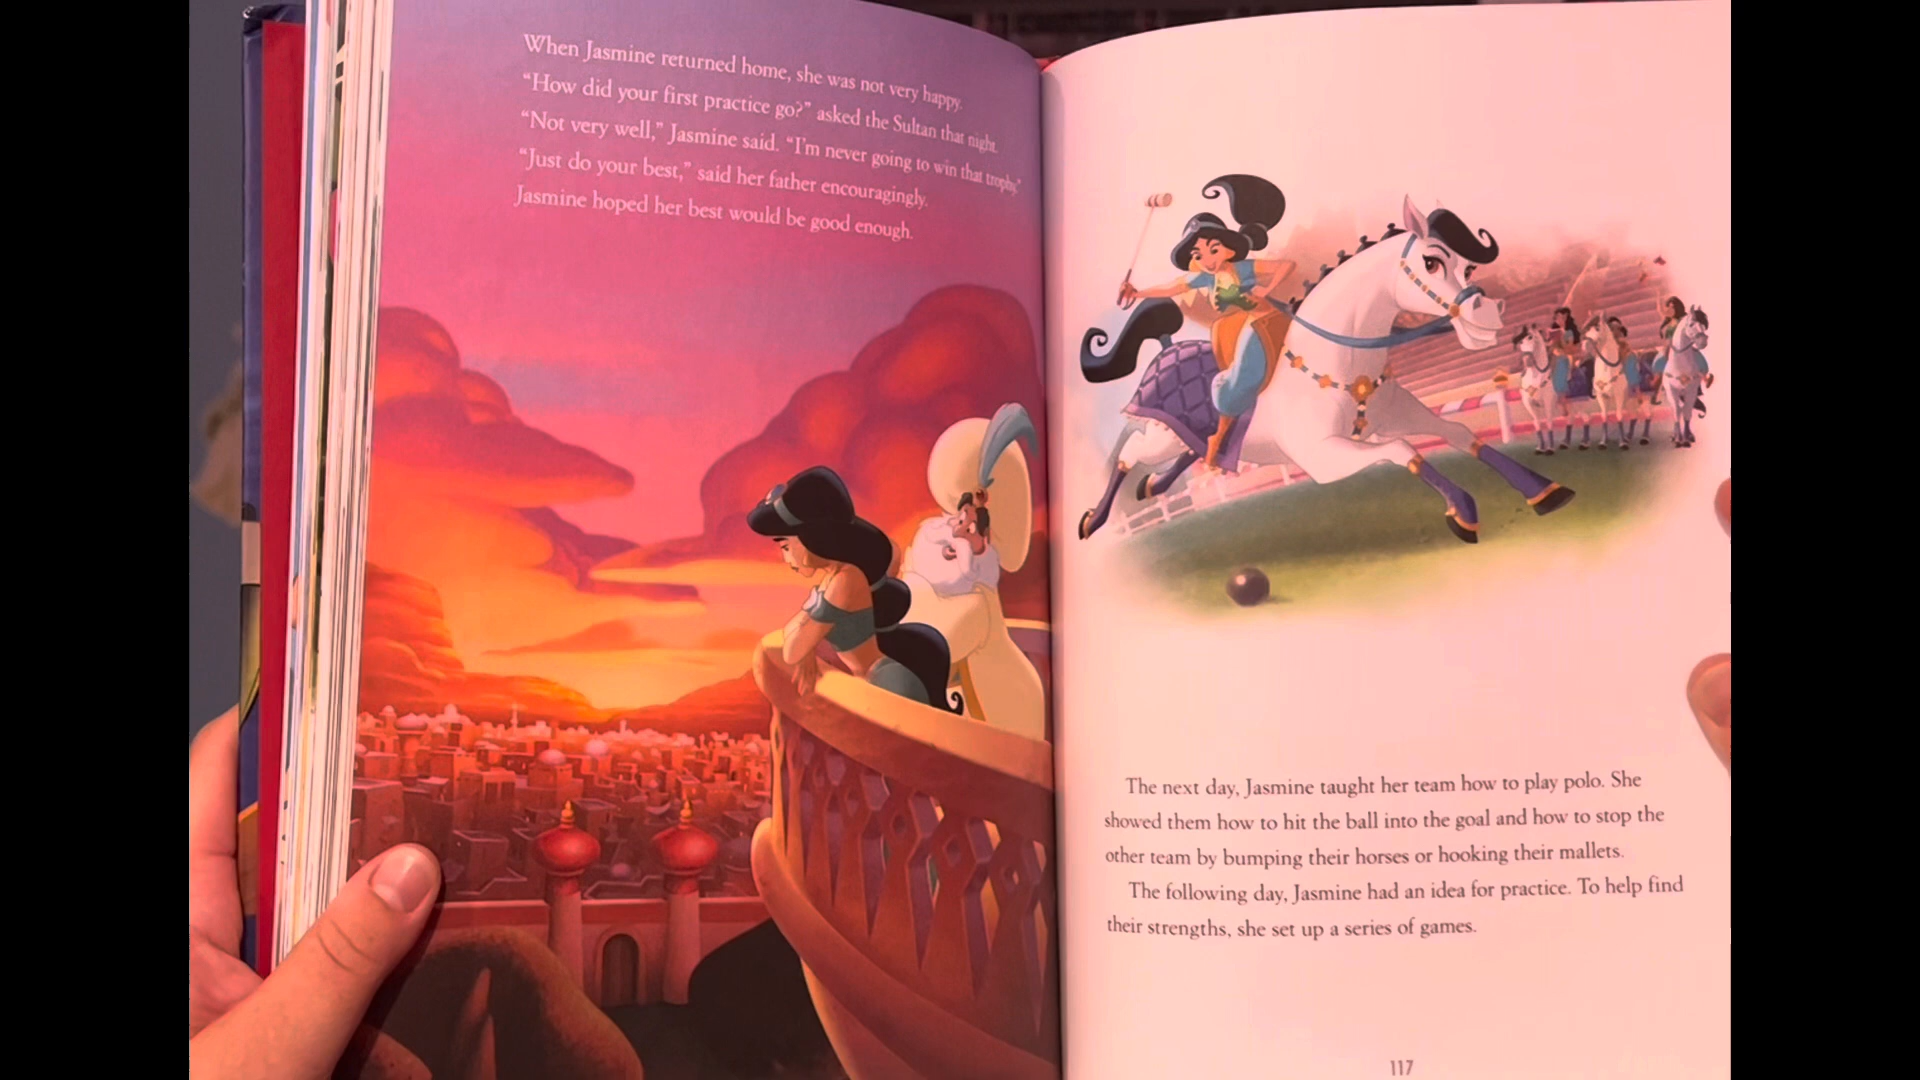 When Jasmine returned home, she was not very happy.
“How did your first practice go?” asked the Sultan that night.
“Not very well,” Jasmine said. “I’m never going to win that trophy.”
“Just do your best,” said her father encouragingly.
Jasmine hoped her best would be good enough.
The next day, Jasmine taught her team how to play polo. She
showed them how to hit the ball into the goal and how to stop the
other team by bumping their horses or hooking their mallets.
The following day, Jasmine had an idea for practice. To help find
their strengths, she set up a series of games.
117